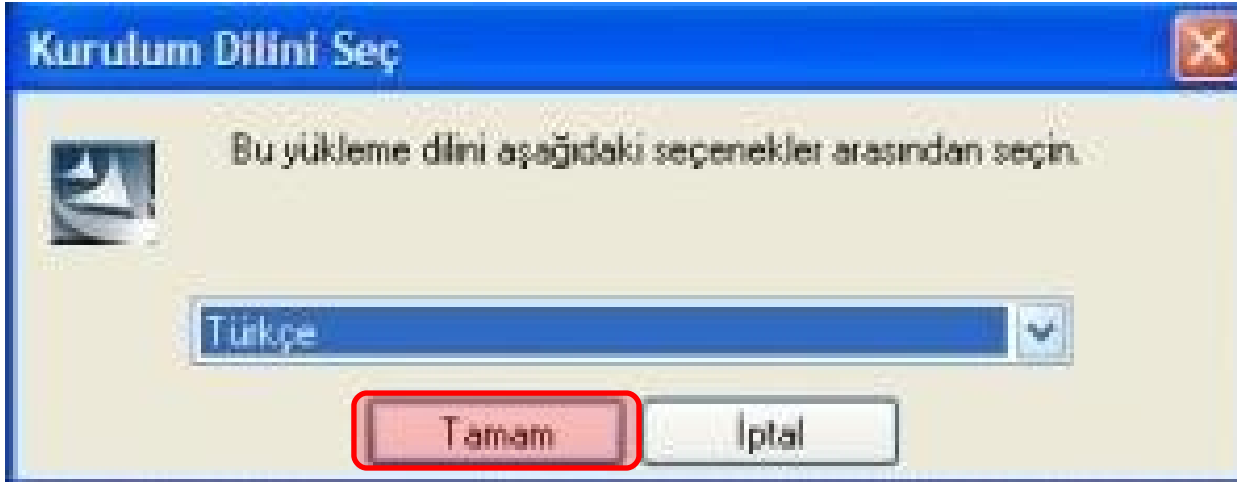 Kurulum Dilini Seç
Bu yükleme dilini aşağıdaki seçenekler arasından seçin.
Türkçe
Tamam
İptal